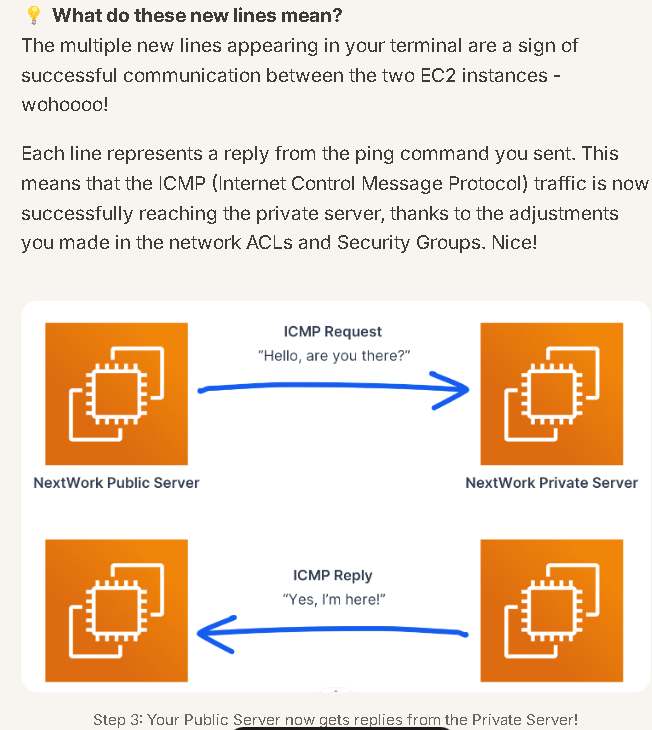 💡 What do these new lines mean?
The multiple new lines appearing in your terminal are a sign of
successful communication between the two EC2 instances -
wohoooo!
Each line represents a reply from the ping command you sent. This
means that the ICMP (Internet Control Message Protocol) traffic is now
successfully reaching the private server, thanks to the adjustments
you made in the network ACLs and Security Groups. Nice!
ICMP Request
“Hello, are you there?”
NextWork Public Server
NextWork Private Server
ICMP Reply
“Yes, I’m here!”
Step 3: Your Public Server now gets replies from the Private Server!